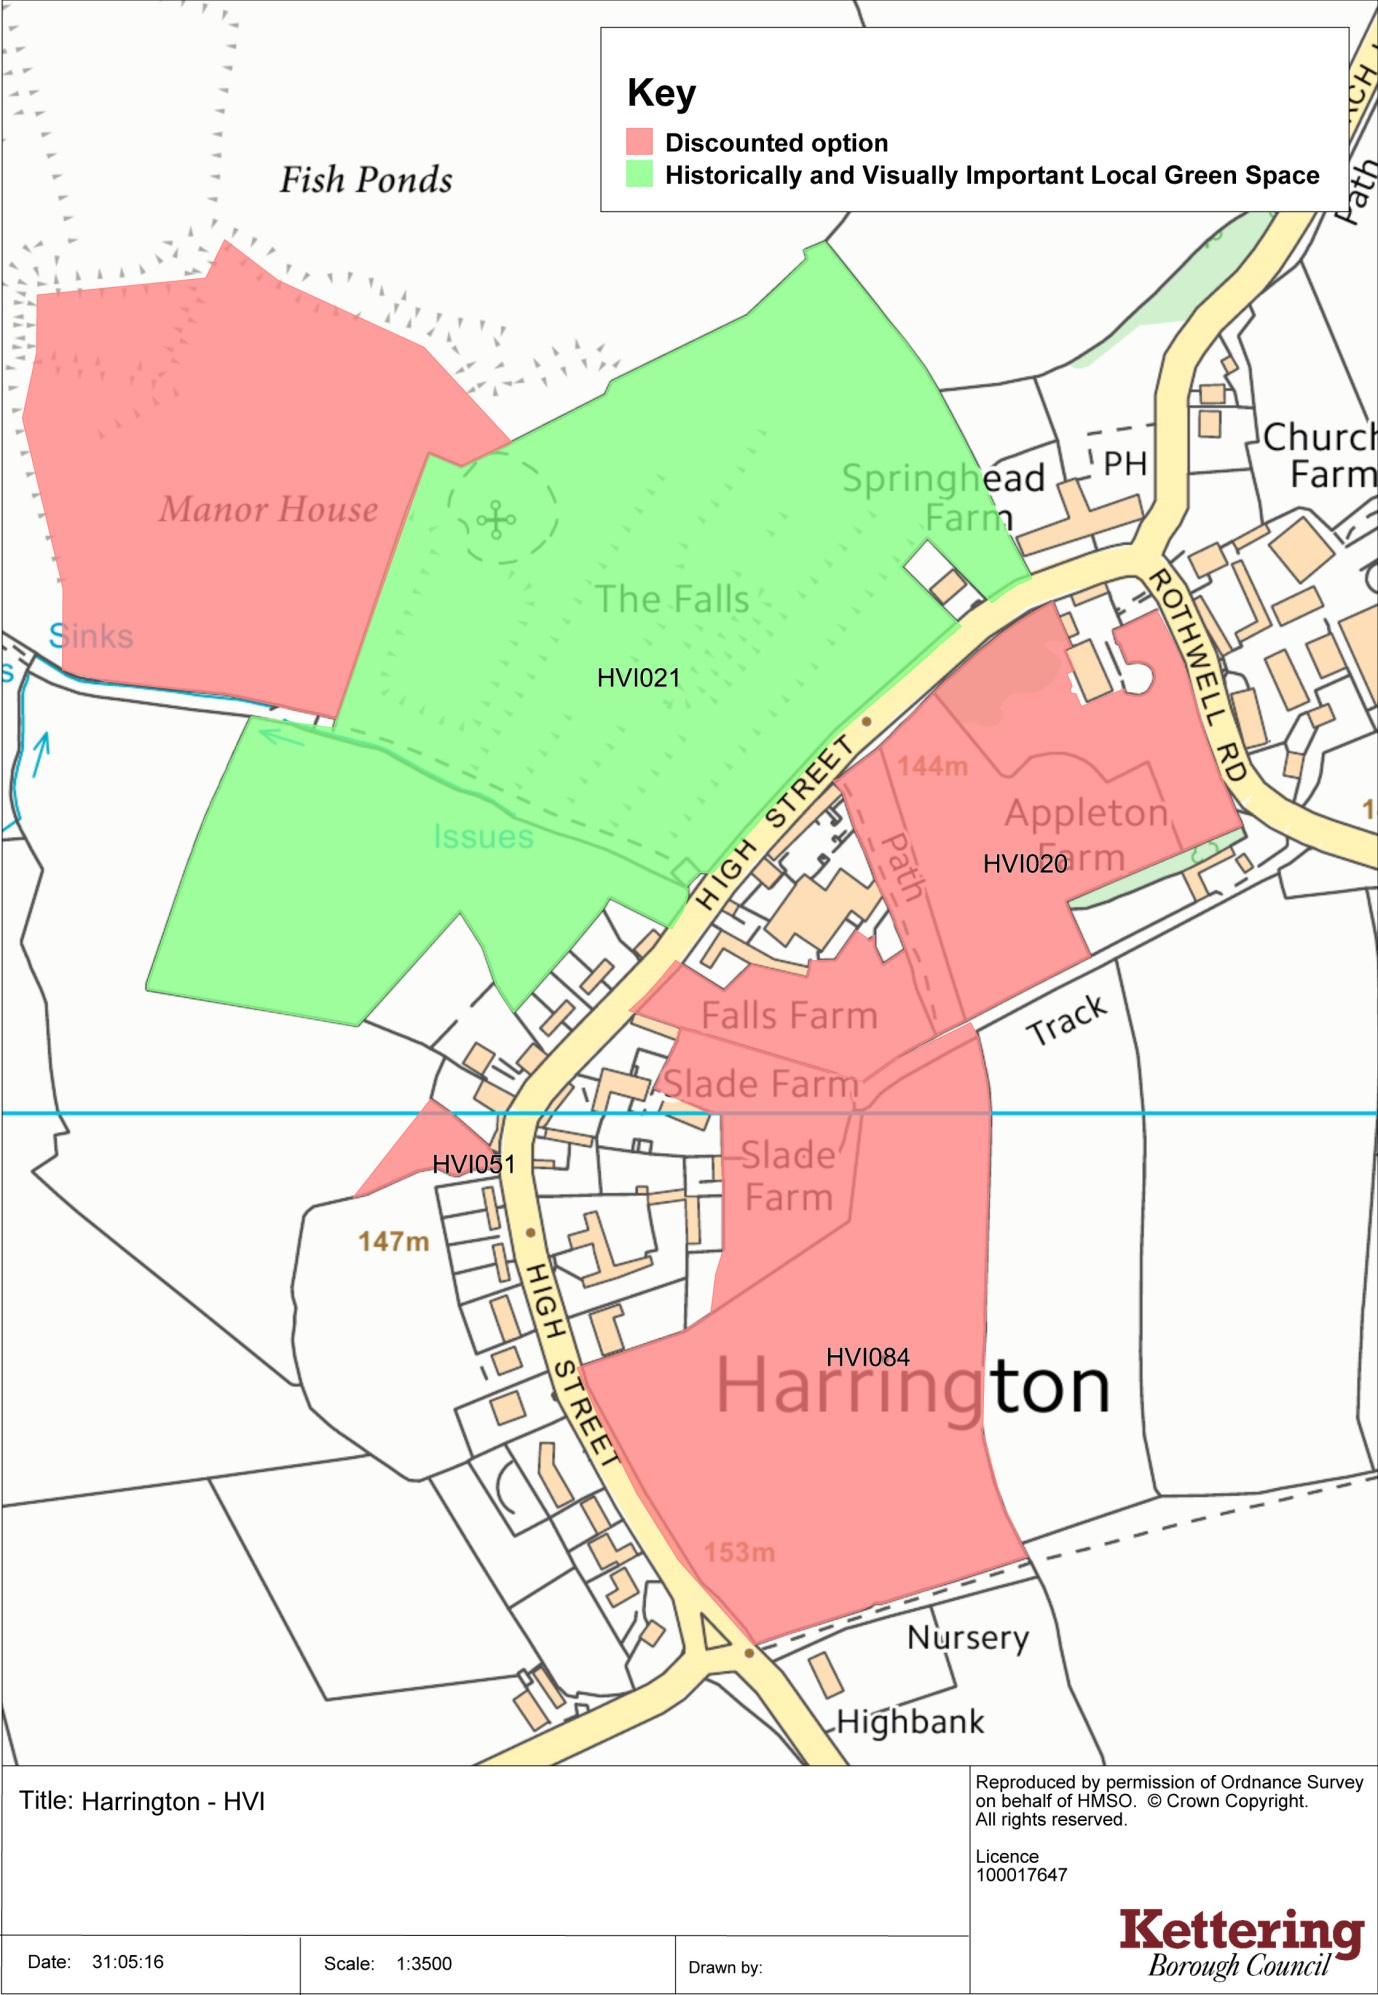 Key
Discounted option
Historically and Visually Important Local Green Space
Path
Fish Ponds
Church
Farm
PH
Springhead
Farm
Manor House
The Falls
HVI021
Sinks
s
ROTHWELL RD
HIGH STREET
144m
Issues
Appleton
Farm
HVI020
Path
Falls Farm
Track
Slade Farm
Slade
Farm
HVI051
147m
HIGH STREET
HVI084
Harrington
153m
Nursery
Highbank
Title: Harrington - HVI
Reproduced by permission of Ordnance Survey
on behalf of HMSO. © Crown Copyright.
All rights reserved.
Licence
100017647
Kettering
Borough Council
Date: 31:05:16
Scale: 1:3500
Drawn by: